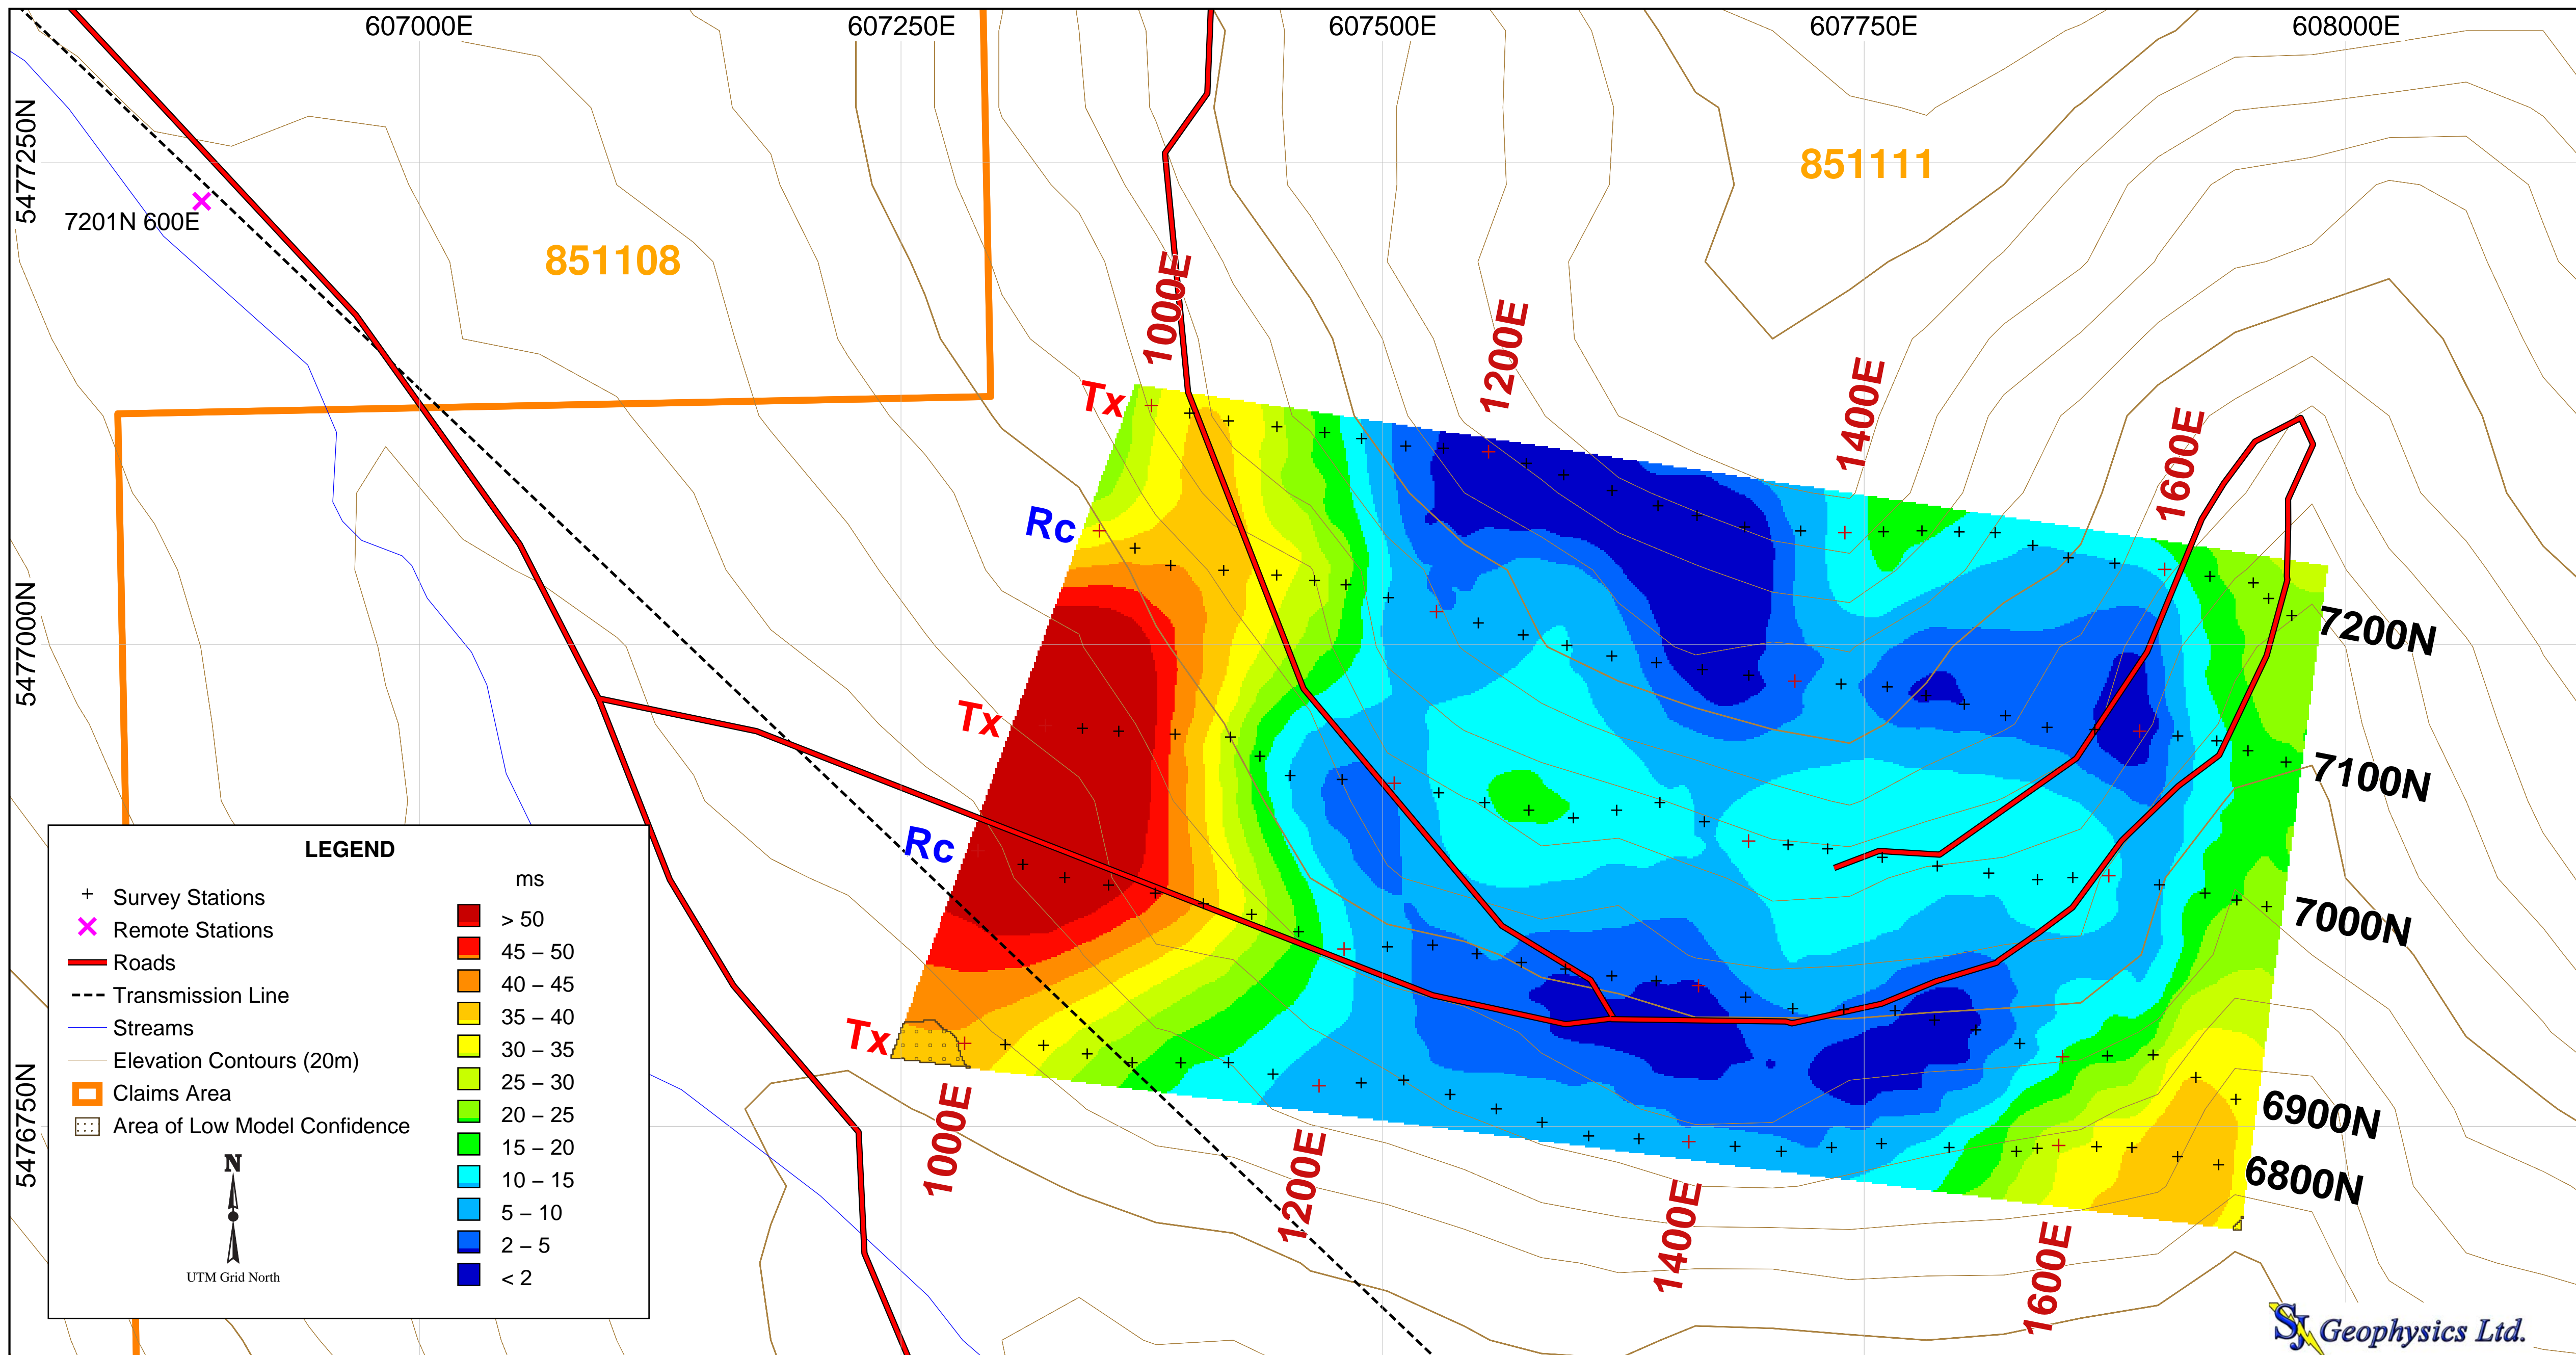 607000E
607250E
607500E
607750E
608000E
5477250N
851111
7201N 600E
851108
1000E
1200E
1400E
1600E
Tx
Rc
5477000N
7200N
Tx
7100N
Rc
7000N
Tx
6900N
6800N
5476750N
1000E
1200E
1400E
1600E
LEGEND
Survey Stations
Remote Stations
Roads
Transmission Line
Streams
Elevation Contours (20m)
Claims Area
Area of Low Model Confidence
N
UTM Grid North
ms
> 50
45 – 50
40 – 45
35 – 40
30 – 35
25 – 30
20 – 25
15 – 20
10 – 15
5 – 10
2 – 5
< 2
SJ Geophysics Ltd.